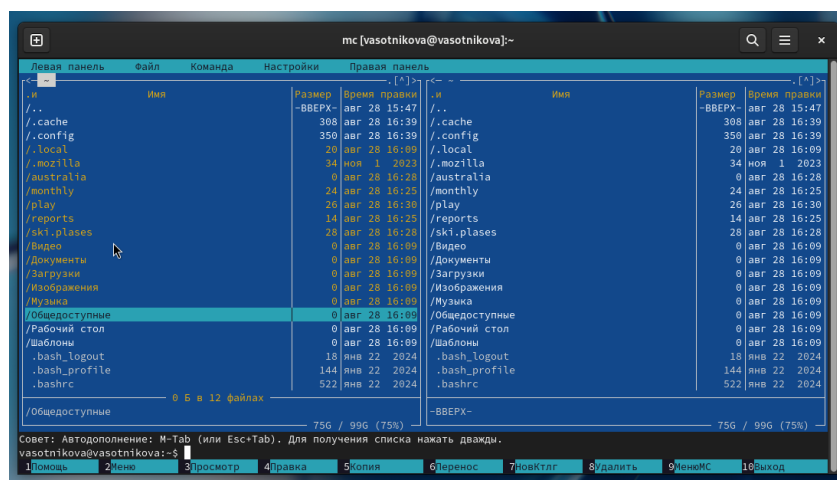 mc [vasotnikova@vasotnikova]:~
Левая панель Файл Команда Настройки Правая панель
<- ~ .[^]> <- ~ .[^]>
.и Имя Размер Время правки .и Имя Размер Время правки
/.. -ВВЕРХ- авг 28 15:47 /.. -ВВЕРХ- авг 28 15:47
/.cache 308 авг 28 16:39 /.cache 308 авг 28 16:39
/.config 350 авг 28 16:39 /.config 350 авг 28 16:39
/.local 20 авг 28 16:09 /.local 20 авг 28 16:09
/.mozilla 34 ноя 1 2023 /.mozilla 34 ноя 1 2023
/australia 0 авг 28 16:28 /australia 0 авг 28 16:28
/monthly 24 авг 28 16:25 /monthly 24 авг 28 16:25
/play 26 авг 28 16:30 /play 26 авг 28 16:30
/reports 14 авг 28 16:25 /reports 14 авг 28 16:25
/ski.plases 28 авг 28 16:28 /ski.plases 28 авг 28 16:28
/Видео 0 авг 28 16:09 /Видео 0 авг 28 16:09
/Документы 0 авг 28 16:09 /Документы 0 авг 28 16:09
/Загрузки 0 авг 28 16:09 /Загрузки 0 авг 28 16:09
/Изображения 0 авг 28 16:09 /Изображения 0 авг 28 16:09
/Музыка 0 авг 28 16:09 /Музыка 0 авг 28 16:09
/Общедоступные 0 авг 28 16:09 /Общедоступные 0 авг 28 16:09
/Рабочий стол 0 авг 28 16:09 /Рабочий стол 0 авг 28 16:09
/Шаблоны 0 авг 28 16:09 /Шаблоны 0 авг 28 16:09
.bash_logout 18 янв 22 2024 .bash_logout 18 янв 22 2024
.bash_profile 144 янв 22 2024 .bash_profile 144 янв 22 2024
.bashrc 522 янв 22 2024 .bashrc 522 янв 22 2024
0 Б в 12 файлах
/Общедоступные -ВВЕРХ-
75G / 99G (75%) 75G / 99G (75%)
Совет: Автодополнение: M-Tab (или Esc+Tab). Для получения списка нажать дважды.
vasotnikova@vasotnikova:~$
1Помощь 2Меню 3Просмотр 4Правка 5Копия 6Перенос 7НовКтлг 8Удалить 9МенюМС 10Выход